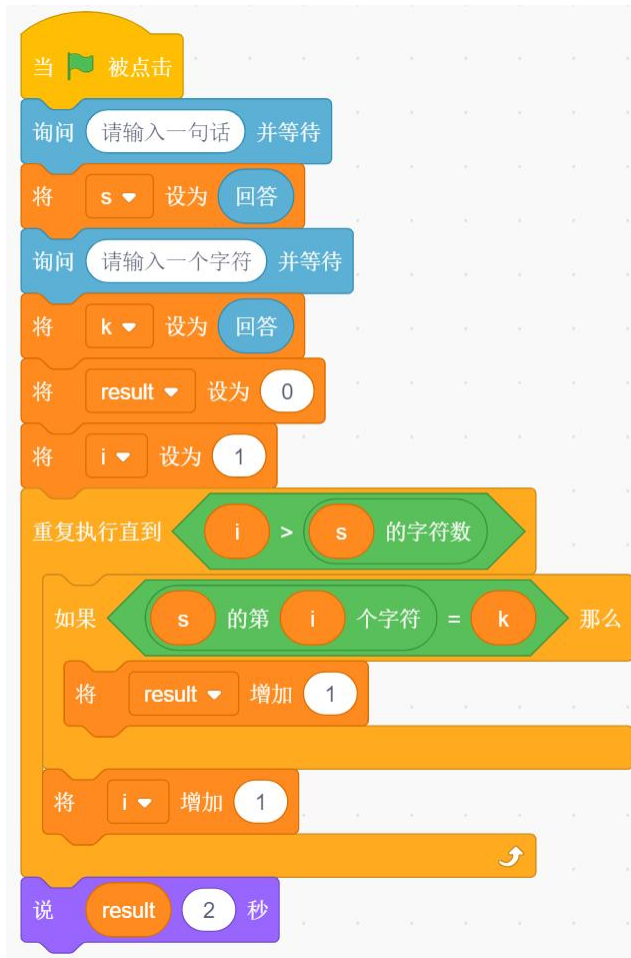 当 被点击
询问 请输入一句话 并等待
将 s 设为 回答
询问 请输入一个字符 并等待
将 k 设为 回答
将 result 设为 0
将 i 设为 1
重复执行直到 i > s 的字符数
如果 s 的第 i 个字符 = k 那么
将 result 增加 1
将 i 增加 1
说 result 2 秒